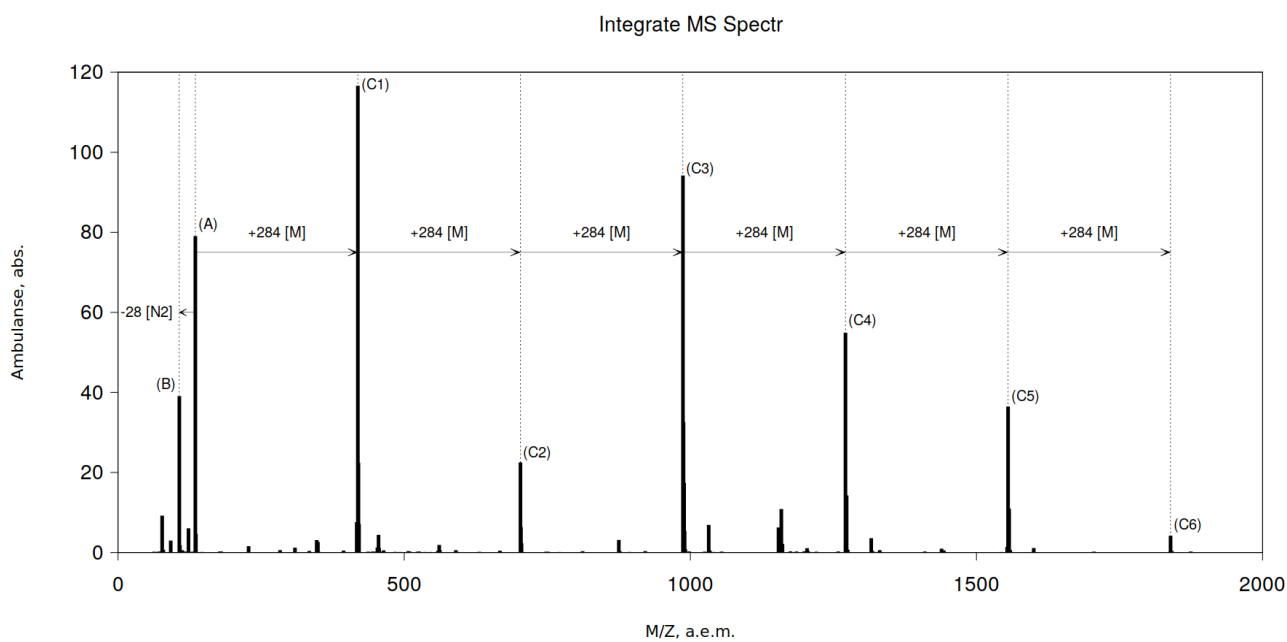 Integrate MS Spectr
120
(C1)
100
(C3)
80
(A)
+284 [M]
+284 [M]
+284 [M]
+284 [M]
+284 [M]
+284 [M]
Ambulanse, abs.
60
-28 [N2]
(C4)
40
(B)
(C5)
20
(C2)
(C6)
0
0
500
1000
1500
2000
M/Z, a.e.m.